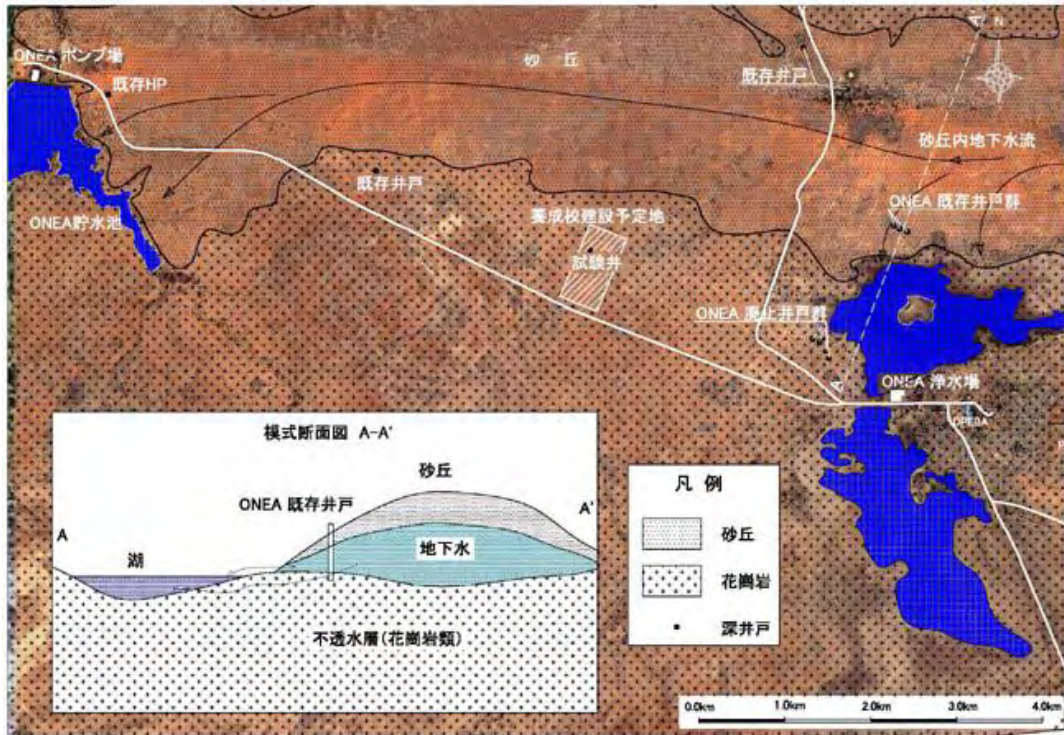 ONEA ポンプ場
既存HP
砂 丘
既存井戸
A'
N
砂丘内地下水流
既存井戸
ONEA 既存井戸群
ONEA貯水池
養成校建設予定地
試験井
ONEA 廃止井戸群
A
ONEA 浄水場
DPEBA
模式断面図 A-A'
砂丘
ONEA 既存井戸
A'
A
地下水
湖
不透水層(花崗岩類)
凡 例
砂丘
花崗岩
深井戸
0.0km 1.0km 2.0km 3.0km 4.0km